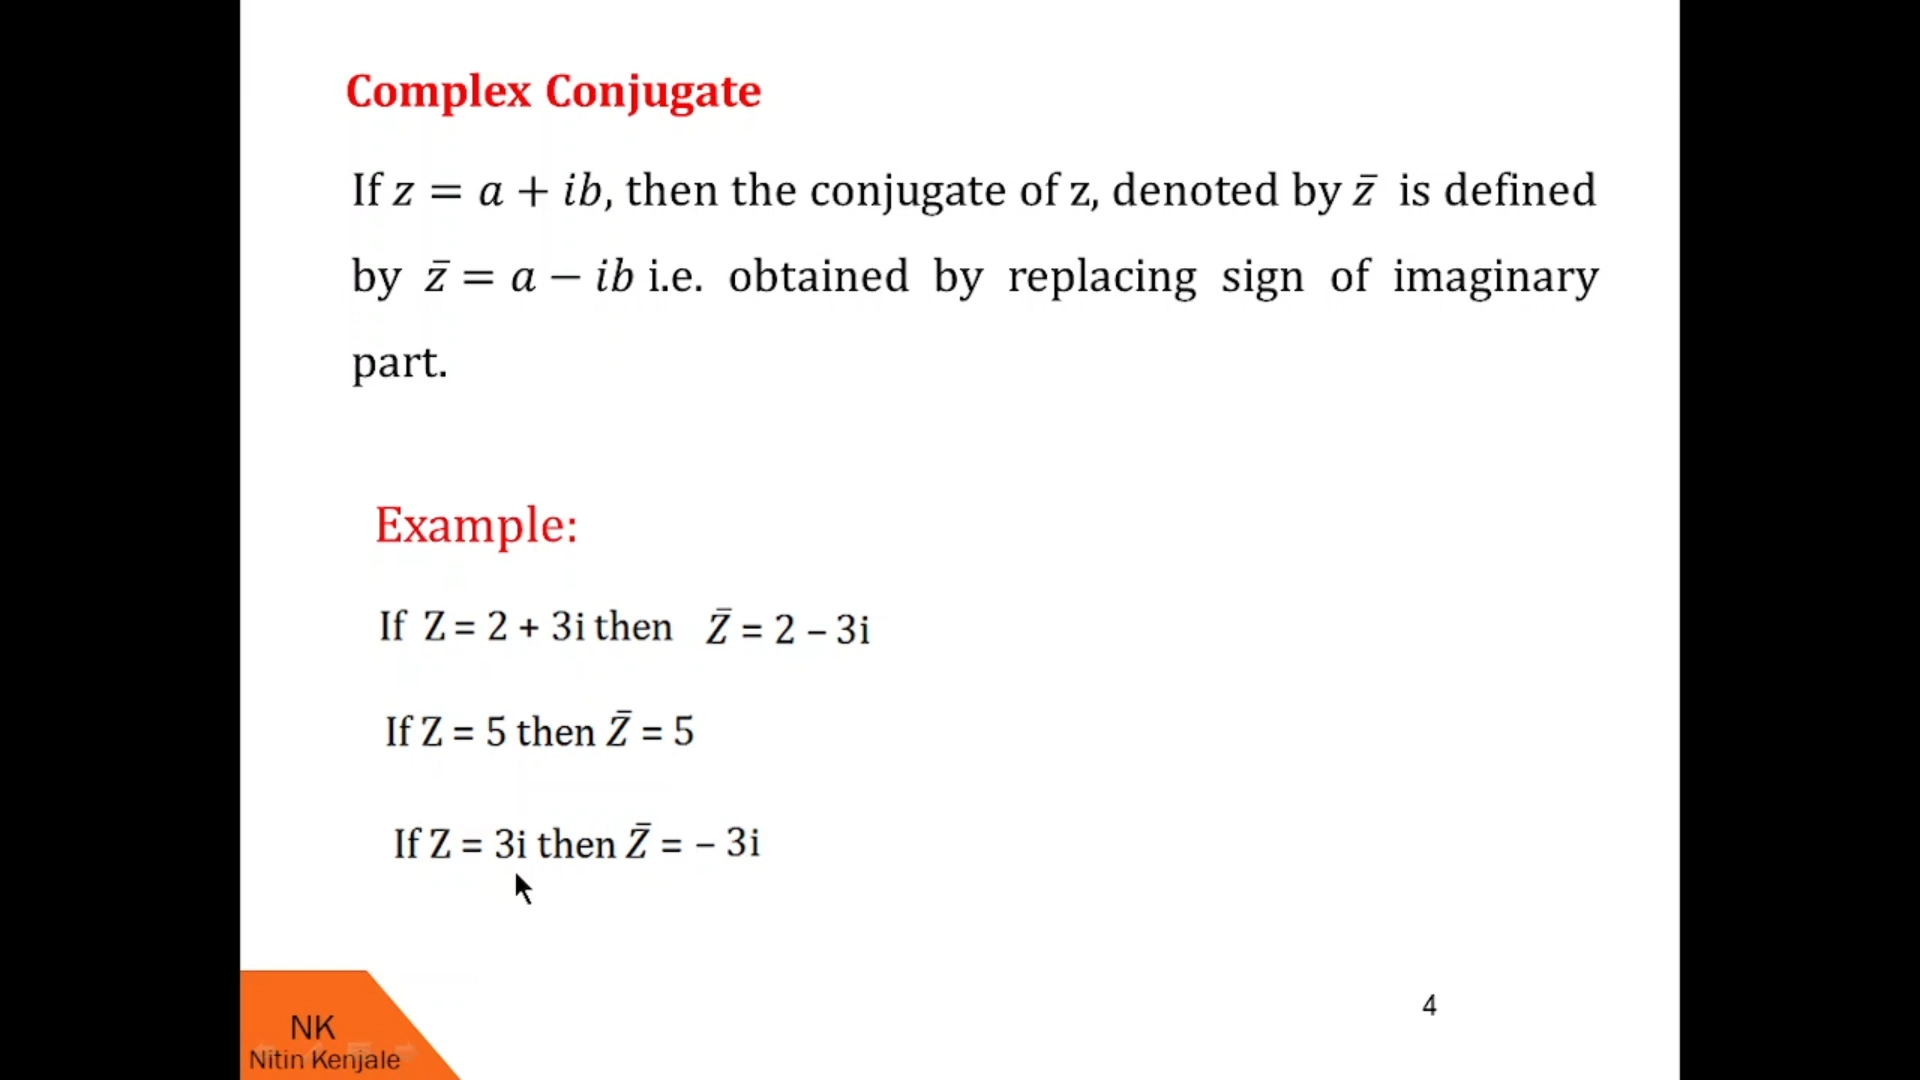 Complex Conjugate
If z = a + ib, then the conjugate of z, denoted by z̄ is defined
by z̄ = a − ib i.e. obtained by replacing sign of imaginary
part.
Example:
If Z = 2 + 3i then Z̄ = 2 – 3i
If Z = 5 then Z̄ = 5
If Z = 3i then Z̄ = – 3i
NK
Nitin Kenjale
4